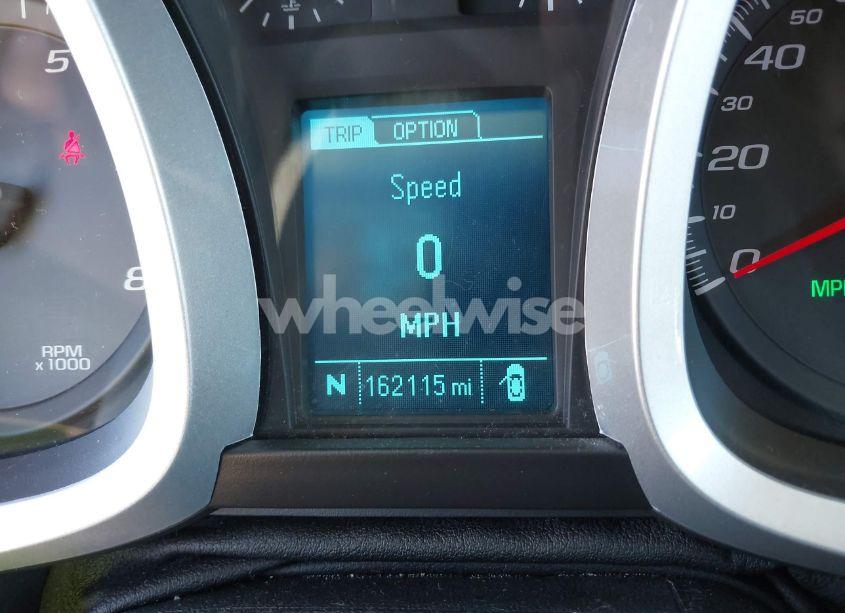 5
8
RPM
x1000
TRIP OPTION
Speed
0
MPH
N 162115 mi
50
40
30
20
10
0
MPH
wheelwise